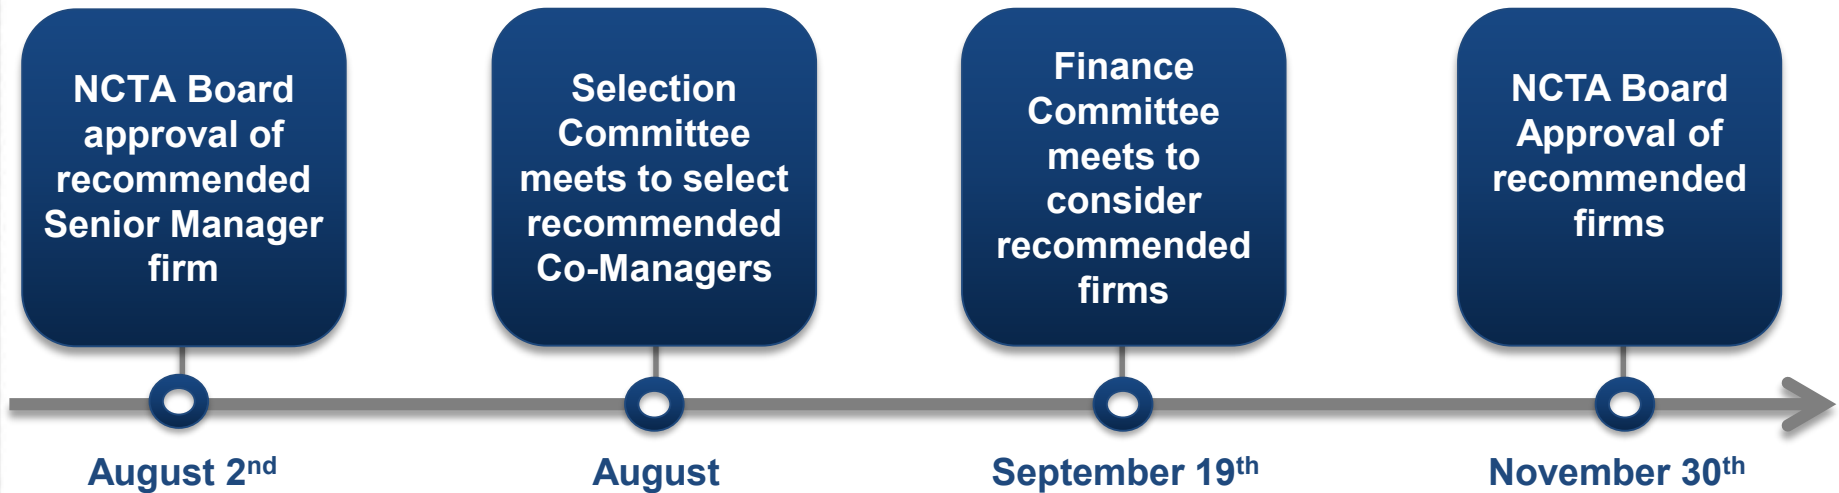 NCTA Board
approval of
recommended
Senior Manager
firm
Selection
Committee
meets to select
recommended
Co-Managers
Finance
Committee
meets to
consider
recommended
firms
NCTA Board
Approval of
recommended
firms
August 2nd
August
September 19th
November 30th